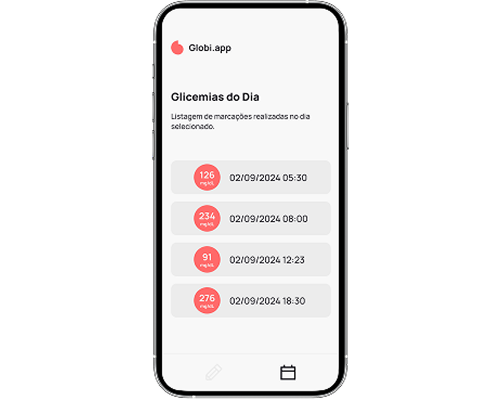 Globi.app
Glicemias do Dia
Listagem de marcações realizadas no dia
selecionado.
126
mg/dL
02/09/2024 05:30
234
mg/dL
02/09/2024 08:00
91
mg/dL
02/09/2024 12:23
276
mg/dL
02/09/2024 18:30